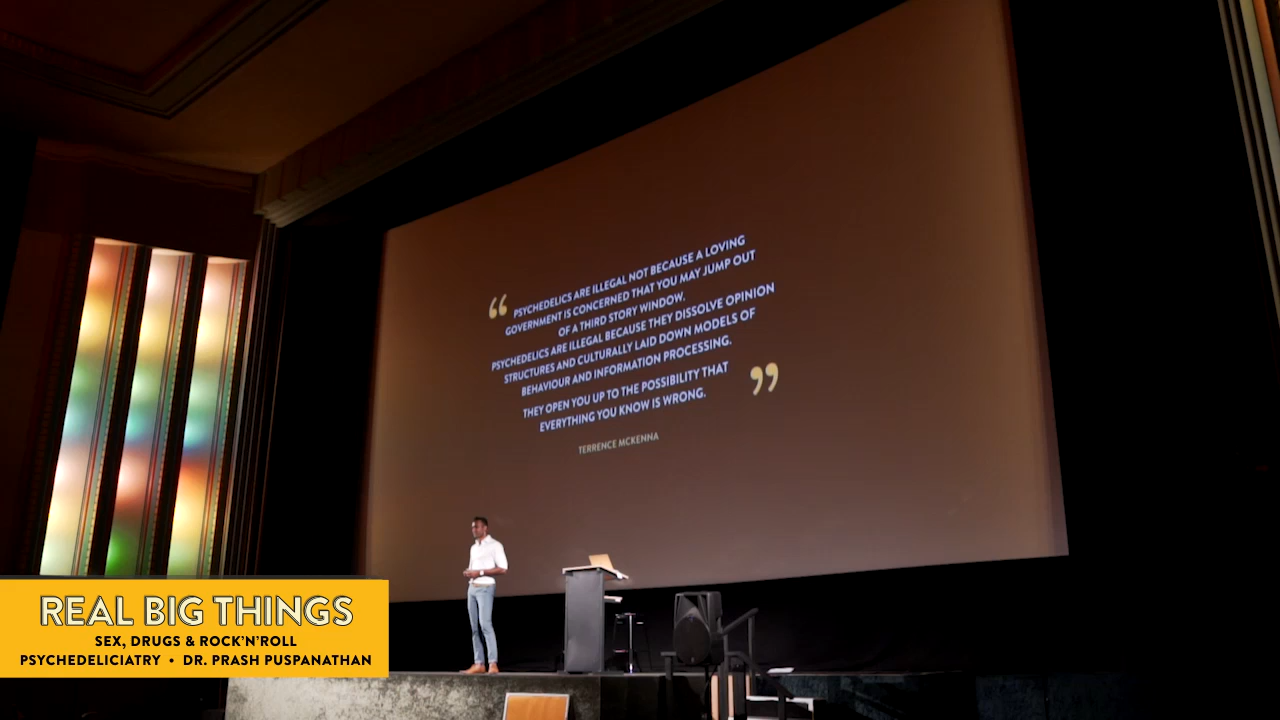 “ PSYCHEDELICS ARE ILLEGAL NOT BECAUSE A LOVING
GOVERNMENT IS CONCERNED THAT YOU MAY JUMP OUT
OF A THIRD STORY WINDOW.
PSYCHEDELICS ARE ILLEGAL BECAUSE THEY DISSOLVE OPINION
STRUCTURES AND CULTURALLY LAID DOWN MODELS OF
BEHAVIOUR AND INFORMATION PROCESSING.
THEY OPEN YOU UP TO THE POSSIBILITY THAT
EVERYTHING YOU KNOW IS WRONG. ”
TERRENCE MCKENNA
REAL BIG THINGS
SEX, DRUGS & ROCK’N’ROLL
PSYCHEDELICIATRY • DR. PRASH PUSPANATHAN